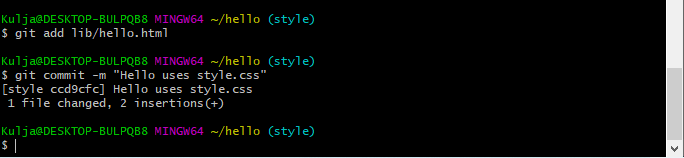 Kulja@DESKTOP-BULPQB8 MINGW64 ~/hello (style)
$ git add lib/hello.html
Kulja@DESKTOP-BULPQB8 MINGW64 ~/hello (style)
$ git commit -m "Hello uses style.css"
[style ccd9cfc] Hello uses style.css
1 file changed, 2 insertions(+)
Kulja@DESKTOP-BULPQB8 MINGW64 ~/hello (style)
$